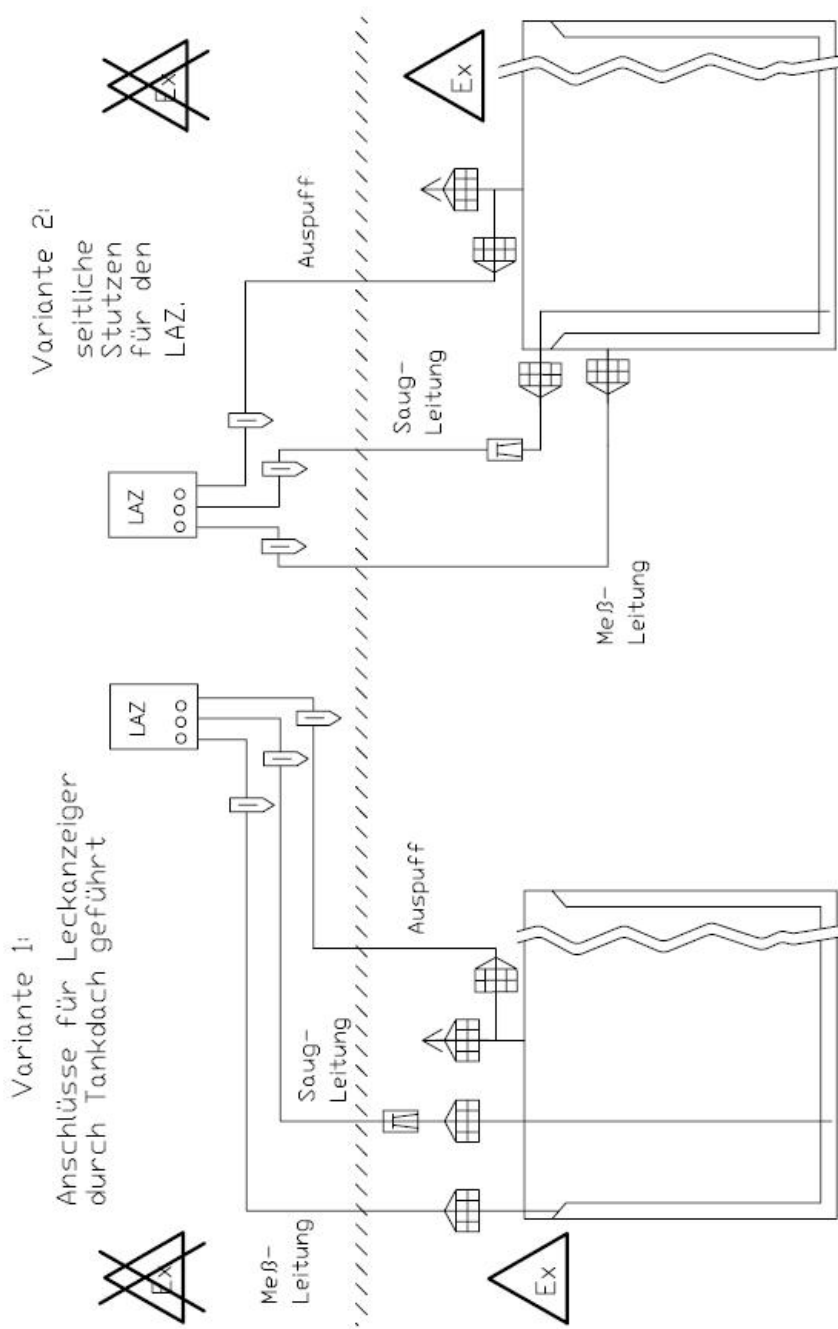 Variante 1:
Anschlüsse für Leckanzeiger
durch Tankdach geführt
Ex
LAZ
Meß-
Leitung
Saug-
Leitung
Auspuff
Ex
Variante 2:
seitliche
Stutzen
für den
LAZ.
Ex
LAZ
Auspuff
Saug-
Leitung
Meß-
Leitung
Ex